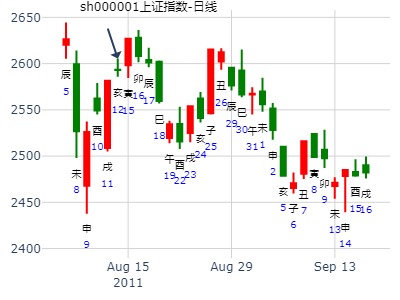 sh000001上证指数-日线
2650
2600
2550
2500
2450
2400
辰
5
未
8
申
9
酉
10
戌
11
亥
12
寅
15
卯
16
辰
17
巳
18
午
19
酉
22
戌
23
亥
24
子
25
丑
26
辰
29
巳
30
午
31
未
1
申
2
亥
5
子
6
丑
7
寅
8
卯
9
未
13
申
14
酉
15
戌
16
Aug 15
2011
Aug 29
Sep 13